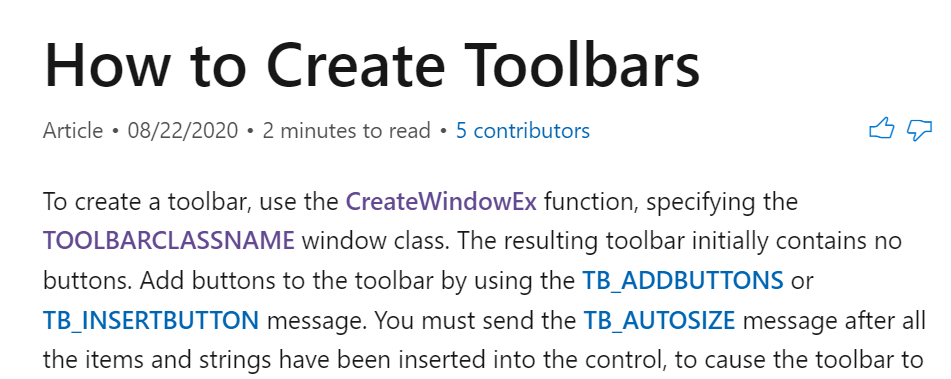 How to Create Toolbars
Article • 08/22/2020 • 2 minutes to read • 5 contributors
To create a toolbar, use the CreateWindowEx function, specifying the
TOOLBARCLASSNAME window class. The resulting toolbar initially contains no
buttons. Add buttons to the toolbar by using the TB_ADDBUTTONS or
TB_INSERTBUTTON message. You must send the TB_AUTOSIZE message after all
the items and strings have been inserted into the control, to cause the toolbar to